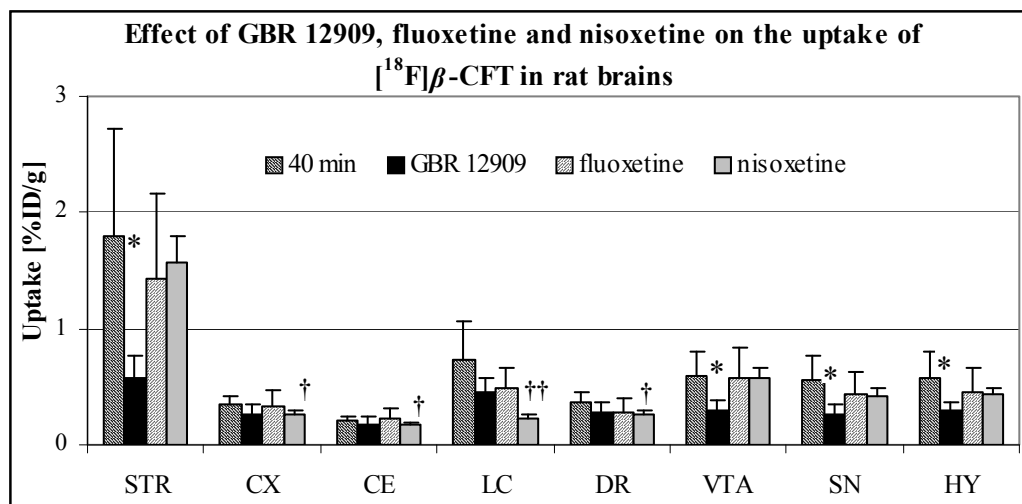 Effect of GBR 12909, fluoxetine and nisoxetine on the uptake of
[¹⁸F]β-CFT in rat brains
3
40 min GBR 12909 fluoxetine nisoxetine
2
Uptake [%ID/g]
*
1
† † †† † * * *
0
STR CX CE LC DR VTA SN HY